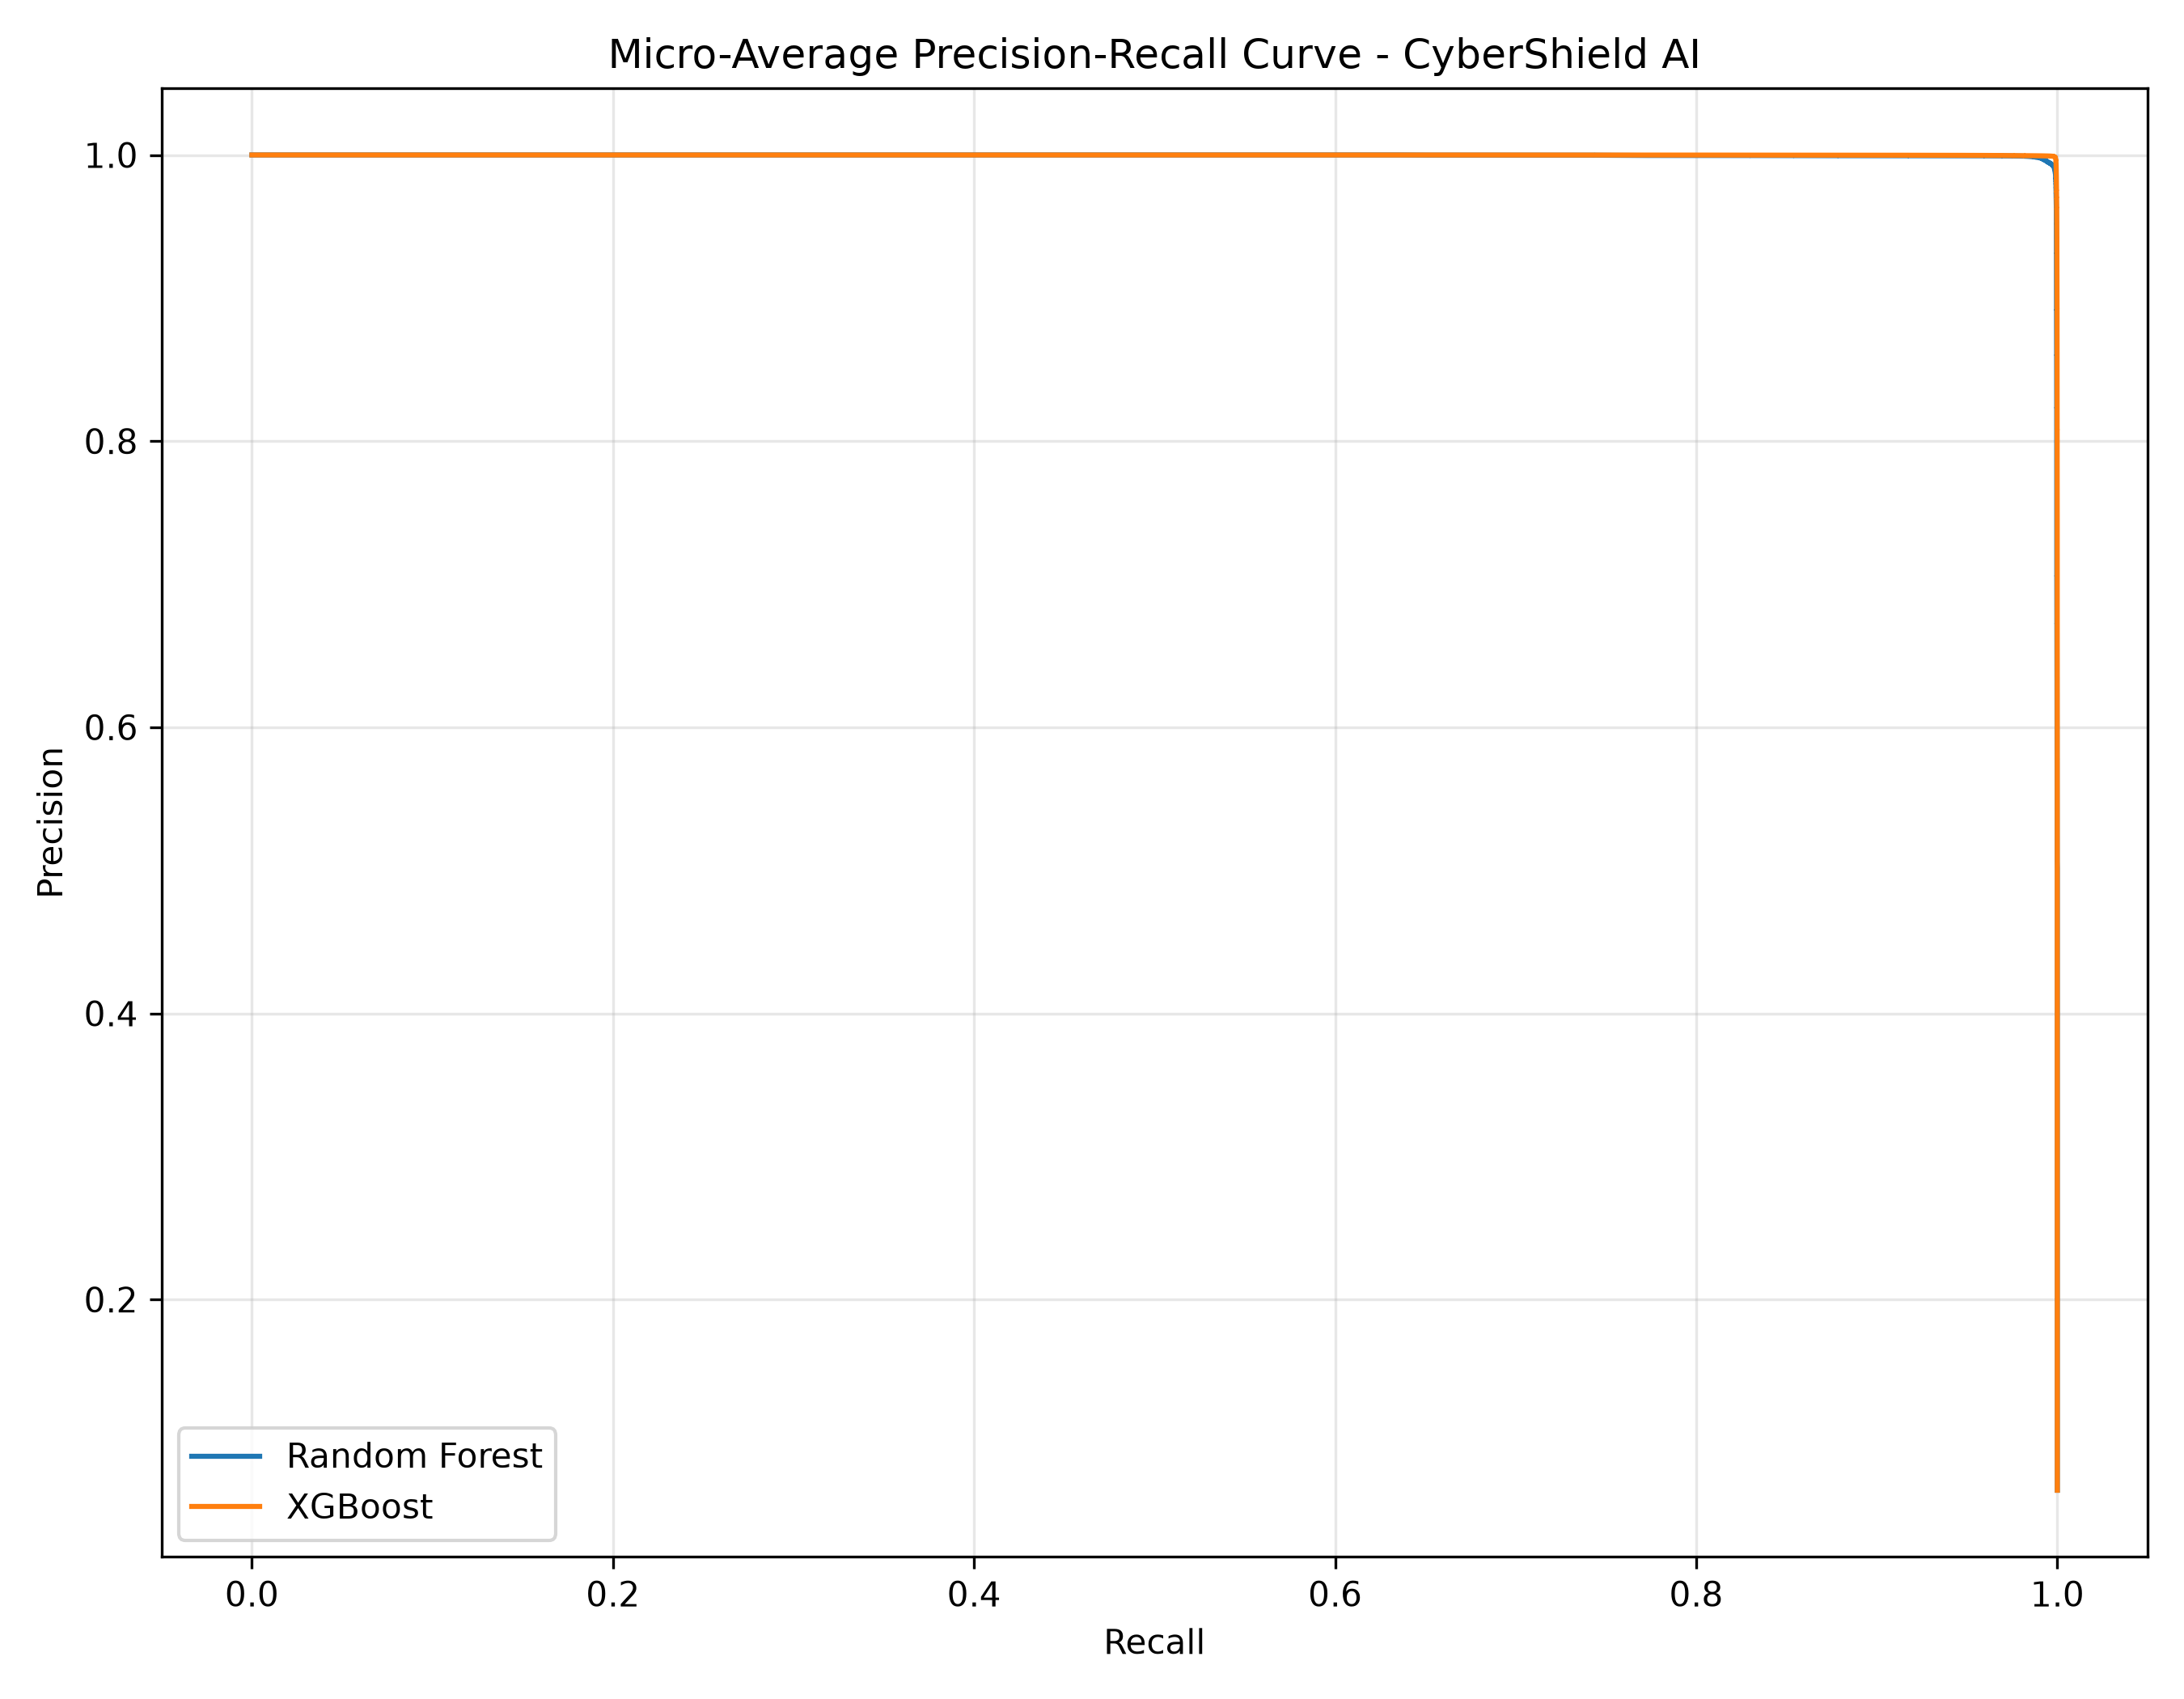 Micro-Average Precision-Recall Curve - CyberShield AI
1.0
0.8
0.6
0.4
0.2
Precision
Random Forest
XGBoost
0.0 0.2 0.4 0.6 0.8 1.0
Recall